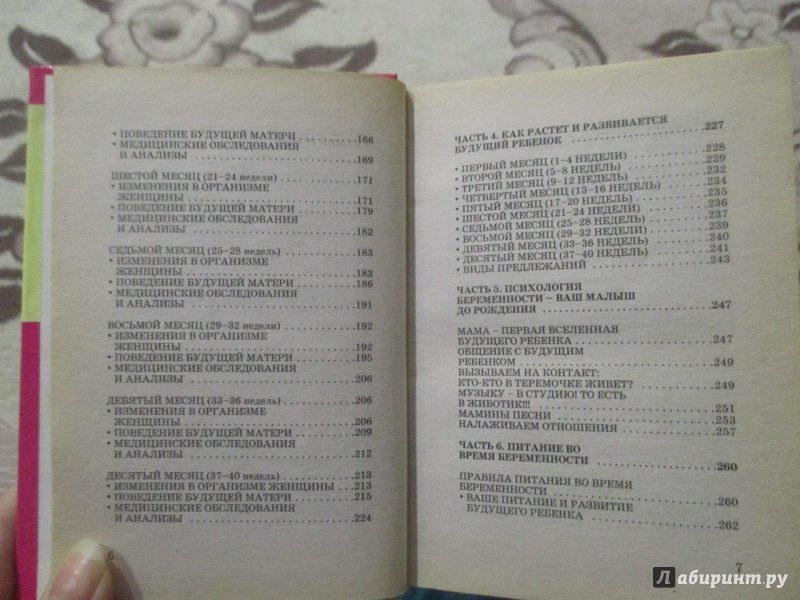 • ПОВЕДЕНИЕ БУДУЩЕЙ МАТЕРИ ..........166
• МЕДИЦИНСКИЕ ОБСЛЕДОВАНИЯ
И АНАЛИЗЫ ..........169
ШЕСТОЙ МЕСЯЦ (21–24 недели) ..........171
• ИЗМЕНЕНИЯ В ОРГАНИЗМЕ
ЖЕНЩИНЫ ..........171
• ПОВЕДЕНИЕ БУДУЩЕЙ МАТЕРИ ..........179
• МЕДИЦИНСКИЕ ОБСЛЕДОВАНИЯ
И АНАЛИЗЫ ..........182
СЕДЬМОЙ МЕСЯЦ (25–28 недель) ..........183
• ИЗМЕНЕНИЯ В ОРГАНИЗМЕ
ЖЕНЩИНЫ ..........183
• ПОВЕДЕНИЕ БУДУЩЕЙ МАТЕРИ ..........186
• МЕДИЦИНСКИЕ ОБСЛЕДОВАНИЯ
И АНАЛИЗЫ ..........191
ВОСЬМОЙ МЕСЯЦ (29–32 недели) ..........192
• ИЗМЕНЕНИЯ В ОРГАНИЗМЕ
ЖЕНЩИНЫ ..........192
• ПОВЕДЕНИЕ БУДУЩЕЙ МАТЕРИ ..........195
• МЕДИЦИНСКИЕ ОБСЛЕДОВАНИЯ
И АНАЛИЗЫ ..........206
ДЕВЯТЫЙ МЕСЯЦ (33–36 недель) ..........206
• ИЗМЕНЕНИЯ В ОРГАНИЗМЕ
ЖЕНЩИНЫ ..........206
• ПОВЕДЕНИЕ БУДУЩЕЙ МАТЕРИ ..........209
• МЕДИЦИНСКИЕ ОБСЛЕДОВАНИЯ
И АНАЛИЗЫ ..........212
ДЕСЯТЫЙ МЕСЯЦ (37–40 недель) ..........213
• ИЗМЕНЕНИЯ В ОРГАНИЗМЕ ЖЕНЩИНЫ ..........213
• ПОВЕДЕНИЕ БУДУЩЕЙ МАТЕРИ ..........215
• МЕДИЦИНСКИЕ ОБСЛЕДОВАНИЯ
И АНАЛИЗЫ ..........224
6
ЧАСТЬ 4. КАК РАСТЕТ И РАЗВИВАЕТСЯ
БУДУЩИЙ РЕБЕНОК ..........227
• ПЕРВЫЙ МЕСЯЦ (1–4 НЕДЕЛИ) ..........228
• ВТОРОЙ МЕСЯЦ (5–8 НЕДЕЛЬ) ..........229
• ТРЕТИЙ МЕСЯЦ (9–12 НЕДЕЛЬ) ..........232
• ЧЕТВЕРТЫЙ МЕСЯЦ (13–16 НЕДЕЛЬ) ..........234
• ПЯТЫЙ МЕСЯЦ (17–20 НЕДЕЛЬ) ..........235
• ШЕСТОЙ МЕСЯЦ (21–24 НЕДЕЛИ) ..........236
• СЕДЬМОЙ МЕСЯЦ (25–28 НЕДЕЛЬ) ..........237
• ВОСЬМОЙ МЕСЯЦ (29–32 НЕДЕЛИ) ..........239
• ДЕВЯТЫЙ МЕСЯЦ (33–36 НЕДЕЛЬ) ..........240
• ДЕСЯТЫЙ МЕСЯЦ (37–40 НЕДЕЛЬ) ..........241
• ВИДЫ ПРЕДЛЕЖАНИЙ ..........243
ЧАСТЬ 5. ПСИХОЛОГИЯ
БЕРЕМЕННОСТИ – ВАШ МАЛЫШ
ДО РОЖДЕНИЯ ..........247
МАМА – ПЕРВАЯ ВСЕЛЕННАЯ
БУДУЩЕГО РЕБЕНКА ..........247
ОБЩЕНИЕ С БУДУЩИМ
РЕБЕНКОМ ..........249
ВЫЗЫВАЕМ НА КОНТАКТ:
КТО-КТО В ТЕРЕМОЧКЕ ЖИВЕТ? ..........249
МУЗЫКУ – В СТУДИЮ! ТО ЕСТЬ
В ЖИВОТИК!!! ..........251
МАМИНЫ ПЕСНИ ..........253
НАЛАЖИВАЕМ ОТНОШЕНИЯ ..........257
ЧАСТЬ 6. ПИТАНИЕ ВО
ВРЕМЯ БЕРЕМЕННОСТИ ..........260
ПРАВИЛА ПИТАНИЯ ВО ВРЕМЯ
БЕРЕМЕННОСТИ ..........260
• ВАШЕ ПИТАНИЕ И РАЗВИТИЕ
БУДУЩЕГО РЕБЕНКА ..........262
7
Лабиринт.ру